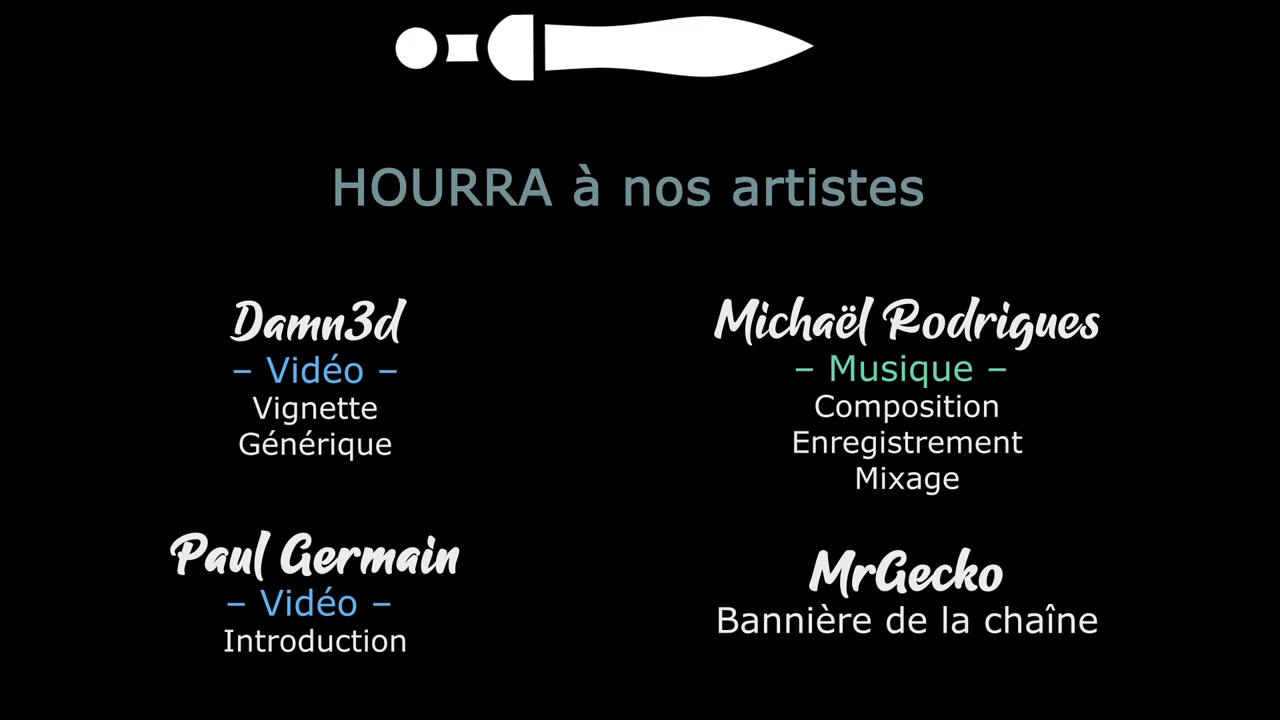 HOURRA à nos artistes
Damn3d
– Vidéo –
Vignette
Générique
Michaël Rodrigues
– Musique –
Composition
Enregistrement
Mixage
Paul Germain
– Vidéo –
Introduction
MrGecko
Bannière de la chaîne